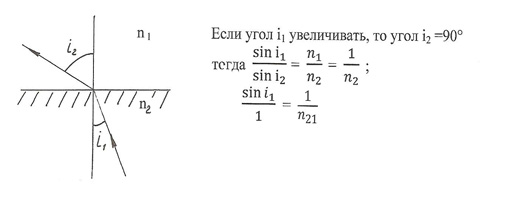 i₂
n₁
n₂
i₁
Если угол i₁ увеличивать, то угол i₂ =90°
тогда sin i₁ / sin i₂ = n₁ / n₂ = 1 / n₂ ;
sin i₁ / 1 = 1 / n₂₁